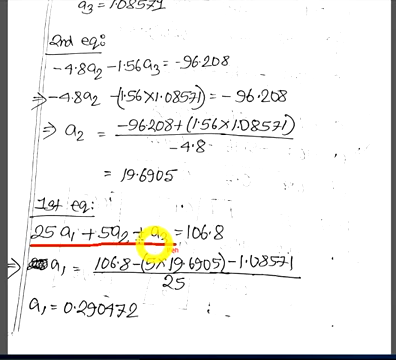 a₃ = 1.08571
2nd eq:
-4.8a₂ - 1.56a₃ = -96.208
⇒ -4.8a₂ - (1.56×1.08571) = -96.208
⇒ a₂ = -96.208 + (1.56×1.08571) / -4.8
= 19.6905
1st eq:
25a₁ + 5a₂ + a₃ = 106.8
⇒ a₁ = 106.8 - (5×19.6905) - 1.08571 / 25
a₁ = 0.290472